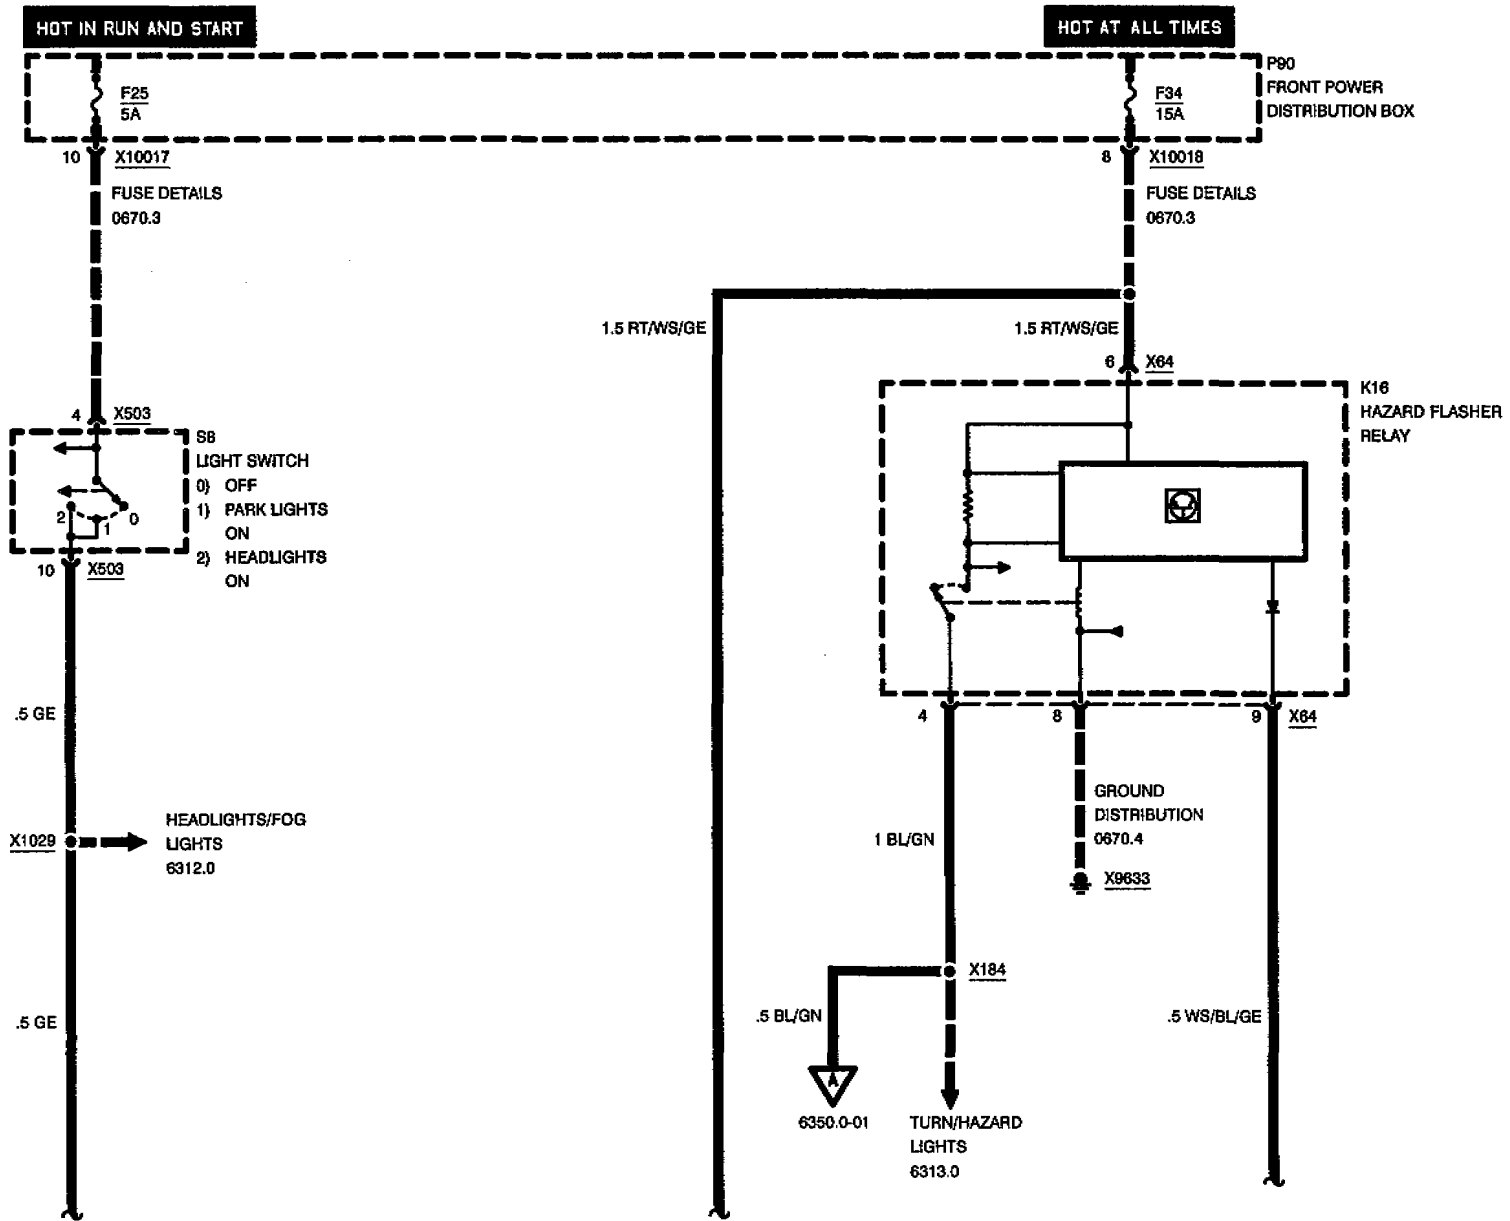 HOT IN RUN AND START
HOT AT ALL TIMES
F25
5A
F34
15A
P90
FRONT POWER
DISTRIBUTION BOX
10 X10017
8 X10018
FUSE DETAILS
0670.3
FUSE DETAILS
0670.3
1.5 RT/WS/GE
1.5 RT/WS/GE
6 X64
K16
HAZARD FLASHER
RELAY
4 X503
S8
LIGHT SWITCH
0) OFF
1) PARK LIGHTS
ON
2) HEADLIGHTS
ON
2
1
0
10 X503
.5 GE
4
8
9 X64
GROUND
DISTRIBUTION
0670.4
X9633
HEADLIGHTS/FOG
LIGHTS
6312.0
X1029
1 BL/GN
X184
.5 GE
.5 BL/GN
.5 WS/BL/GE
A
6350.0-01
TURN/HAZARD
LIGHTS
6313.0